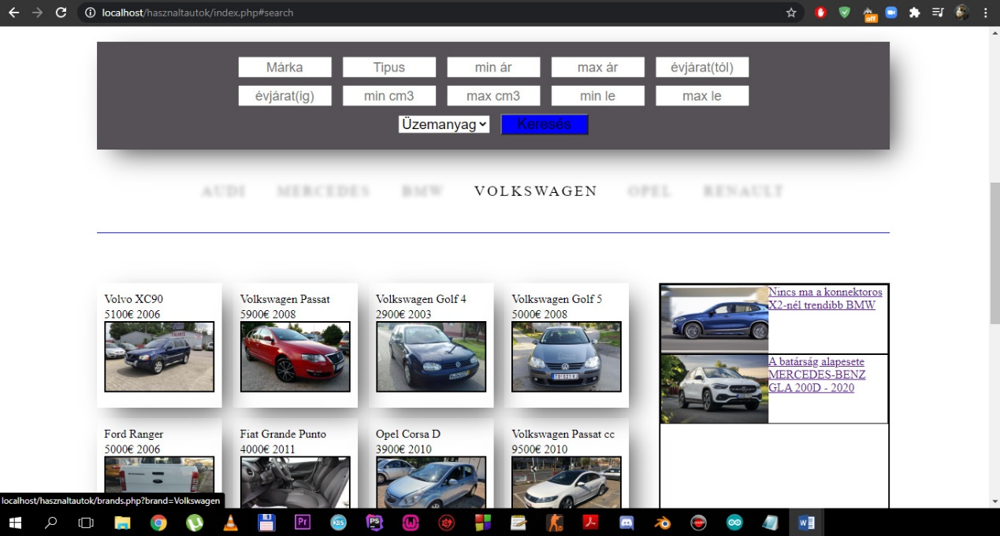 localhost/hasznaltautok/index.php#search
off
Márka Tipus min ár max ár évjárat(tól)
évjárat(ig) min cm3 max cm3 min le max le
Üzemanyag Keresés
AUDI MERCEDES BMW VOLKSWAGEN OPEL RENAULT
Volvo XC90
5100€ 2006
Volkswagen Passat
5900€ 2008
Volkswagen Golf 4
2900€ 2003
Volkswagen Golf 5
5000€ 2008
Ford Ranger
5000€ 2006
Fiat Grande Punto
4000€ 2011
Opel Corsa D
3900€ 2010
Volkswagen Passat cc
9500€ 2010
Nincs ma a konnektoros
X2-nél trendibb BMW
A batárság alapesete
MERCEDES-BENZ
GLA 200D - 2020
localhost/hasznaltautok/brands.php?brand=Volkswagen
Pr
PS
W